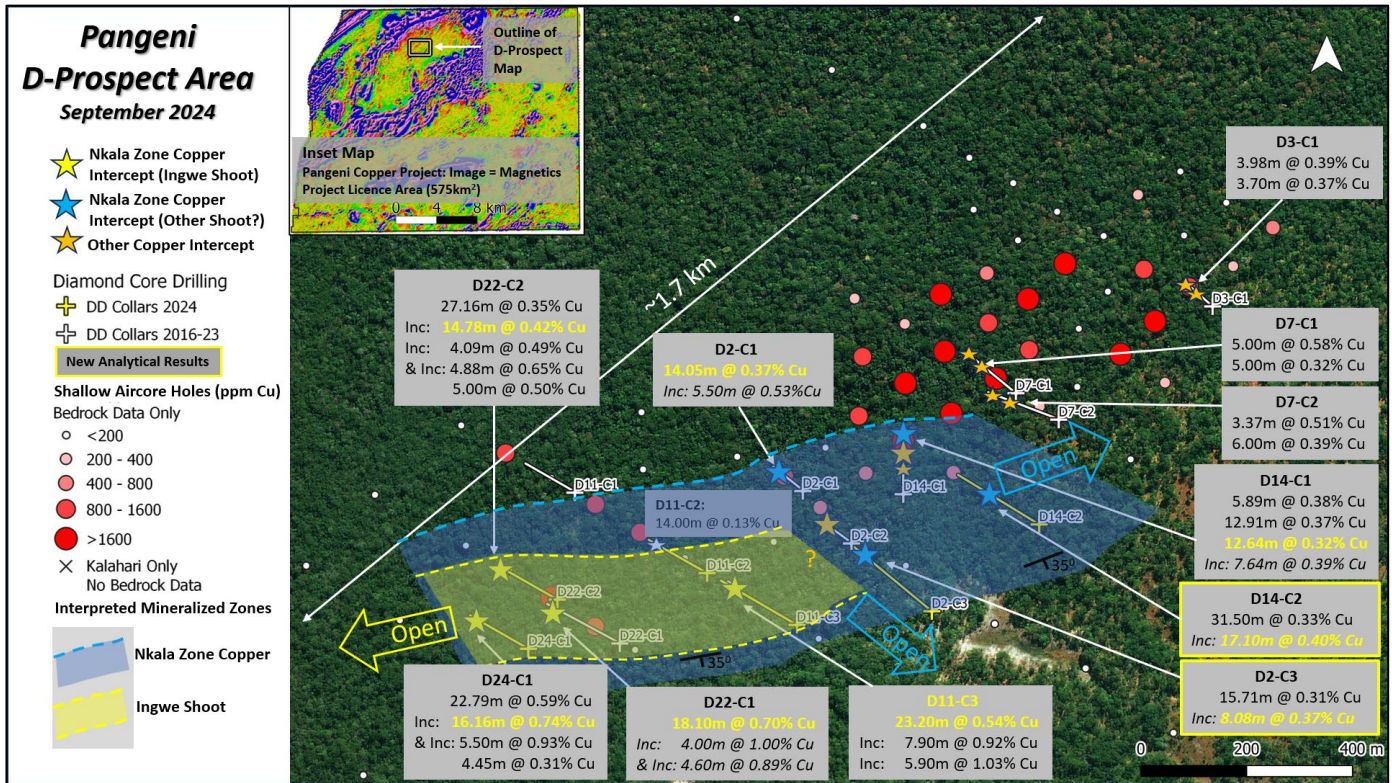 Pangeni
D-Prospect Area
September 2024
Nkala Zone Copper
Intercept (Ingwe Shoot)
Nkala Zone Copper
Intercept (Other Shoot?)
Other Copper Intercept
Diamond Core Drilling
DD Collars 2024
DD Collars 2016-23
New Analytical Results
Shallow Aircore Holes (ppm Cu)
Bedrock Data Only
<200
200 - 400
400 - 800
800 - 1600
>1600
Kalahari Only
No Bedrock Data
Interpreted Mineralized Zones
Nkala Zone Copper
Ingwe Shoot
Outline of
D-Prospect
Map
Inset Map
Pangeni Copper Project: Image = Magnetics
Project Licence Area (575km²)
0 4 8 km
~1.7 km
D3-C1
3.98m @ 0.39% Cu
3.70m @ 0.37% Cu
D3-C1
D22-C2
27.16m @ 0.35% Cu
Inc: 14.78m @ 0.42% Cu
Inc: 4.09m @ 0.49% Cu
& Inc: 4.88m @ 0.65% Cu
5.00m @ 0.50% Cu
D2-C1
14.05m @ 0.37% Cu
Inc: 5.50m @ 0.53%Cu
D7-C1
5.00m @ 0.58% Cu
5.00m @ 0.32% Cu
D7-C1
D7-C2
D7-C2
3.37m @ 0.51% Cu
6.00m @ 0.39% Cu
Open
D14-C1
5.89m @ 0.38% Cu
12.91m @ 0.37% Cu
12.64m @ 0.32% Cu
Inc: 7.64m @ 0.39% Cu
D11-C1
D2-C1
D14-C1
D11-C2:
14.00m @ 0.13% Cu
D14-C2
D2-C2
?
35⁰
D11-C2
D22-C2
D2-C3
D11-C3
D14-C2
31.50m @ 0.33% Cu
Inc: 17.10m @ 0.40% Cu
Open
D24-C1
D22-C1
Open
35⁰
D2-C3
15.71m @ 0.31% Cu
Inc: 8.08m @ 0.37% Cu
D24-C1
22.79m @ 0.59% Cu
Inc: 16.16m @ 0.74% Cu
& Inc: 5.50m @ 0.93% Cu
4.45m @ 0.31% Cu
D22-C1
18.10m @ 0.70% Cu
Inc: 4.00m @ 1.00% Cu
& Inc: 4.60m @ 0.89% Cu
D11-C3
23.20m @ 0.54% Cu
Inc: 7.90m @ 0.92% Cu
Inc: 5.90m @ 1.03% Cu
0 200 400 m